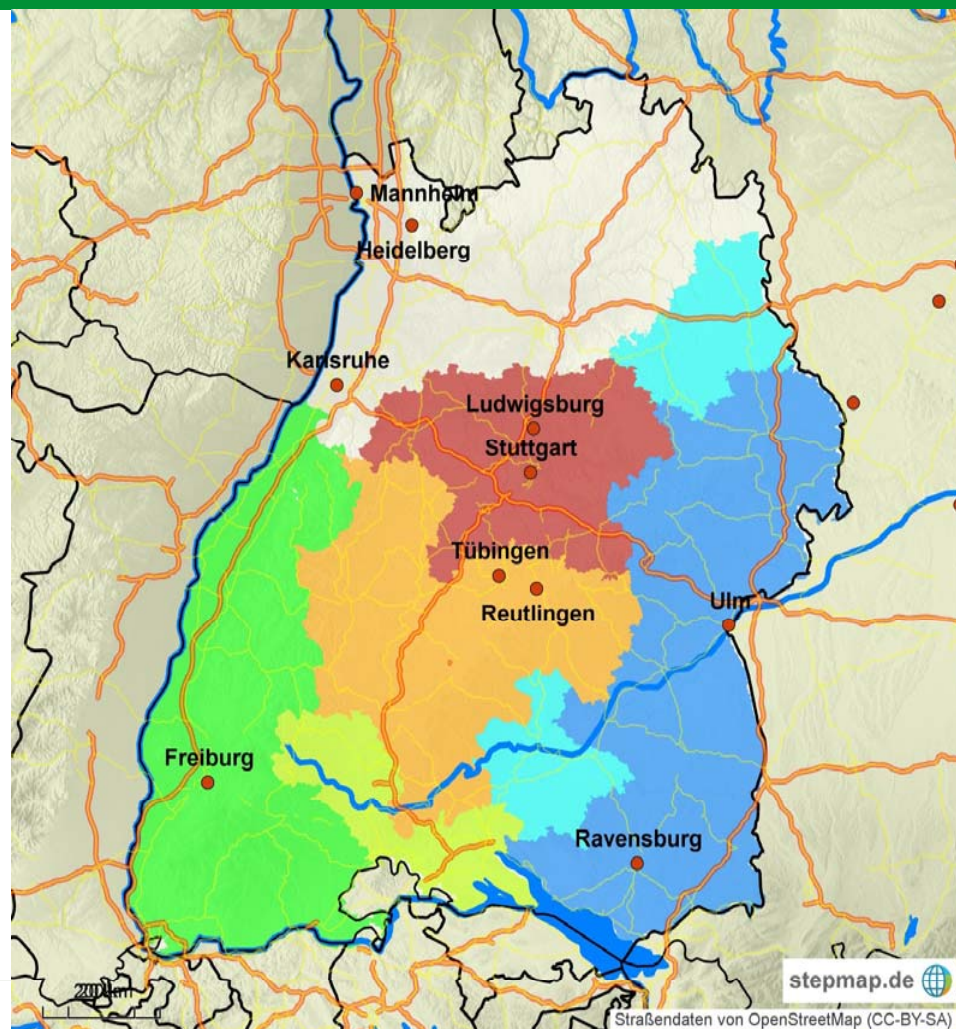 Mannheim
Heidelberg
Karlsruhe
Ludwigsburg
Stuttgart
Tübingen
Reutlingen
Ulm
Freiburg
Ravensburg
stepmap.de
Straßendaten von OpenStreetMap (CC-BY-SA)